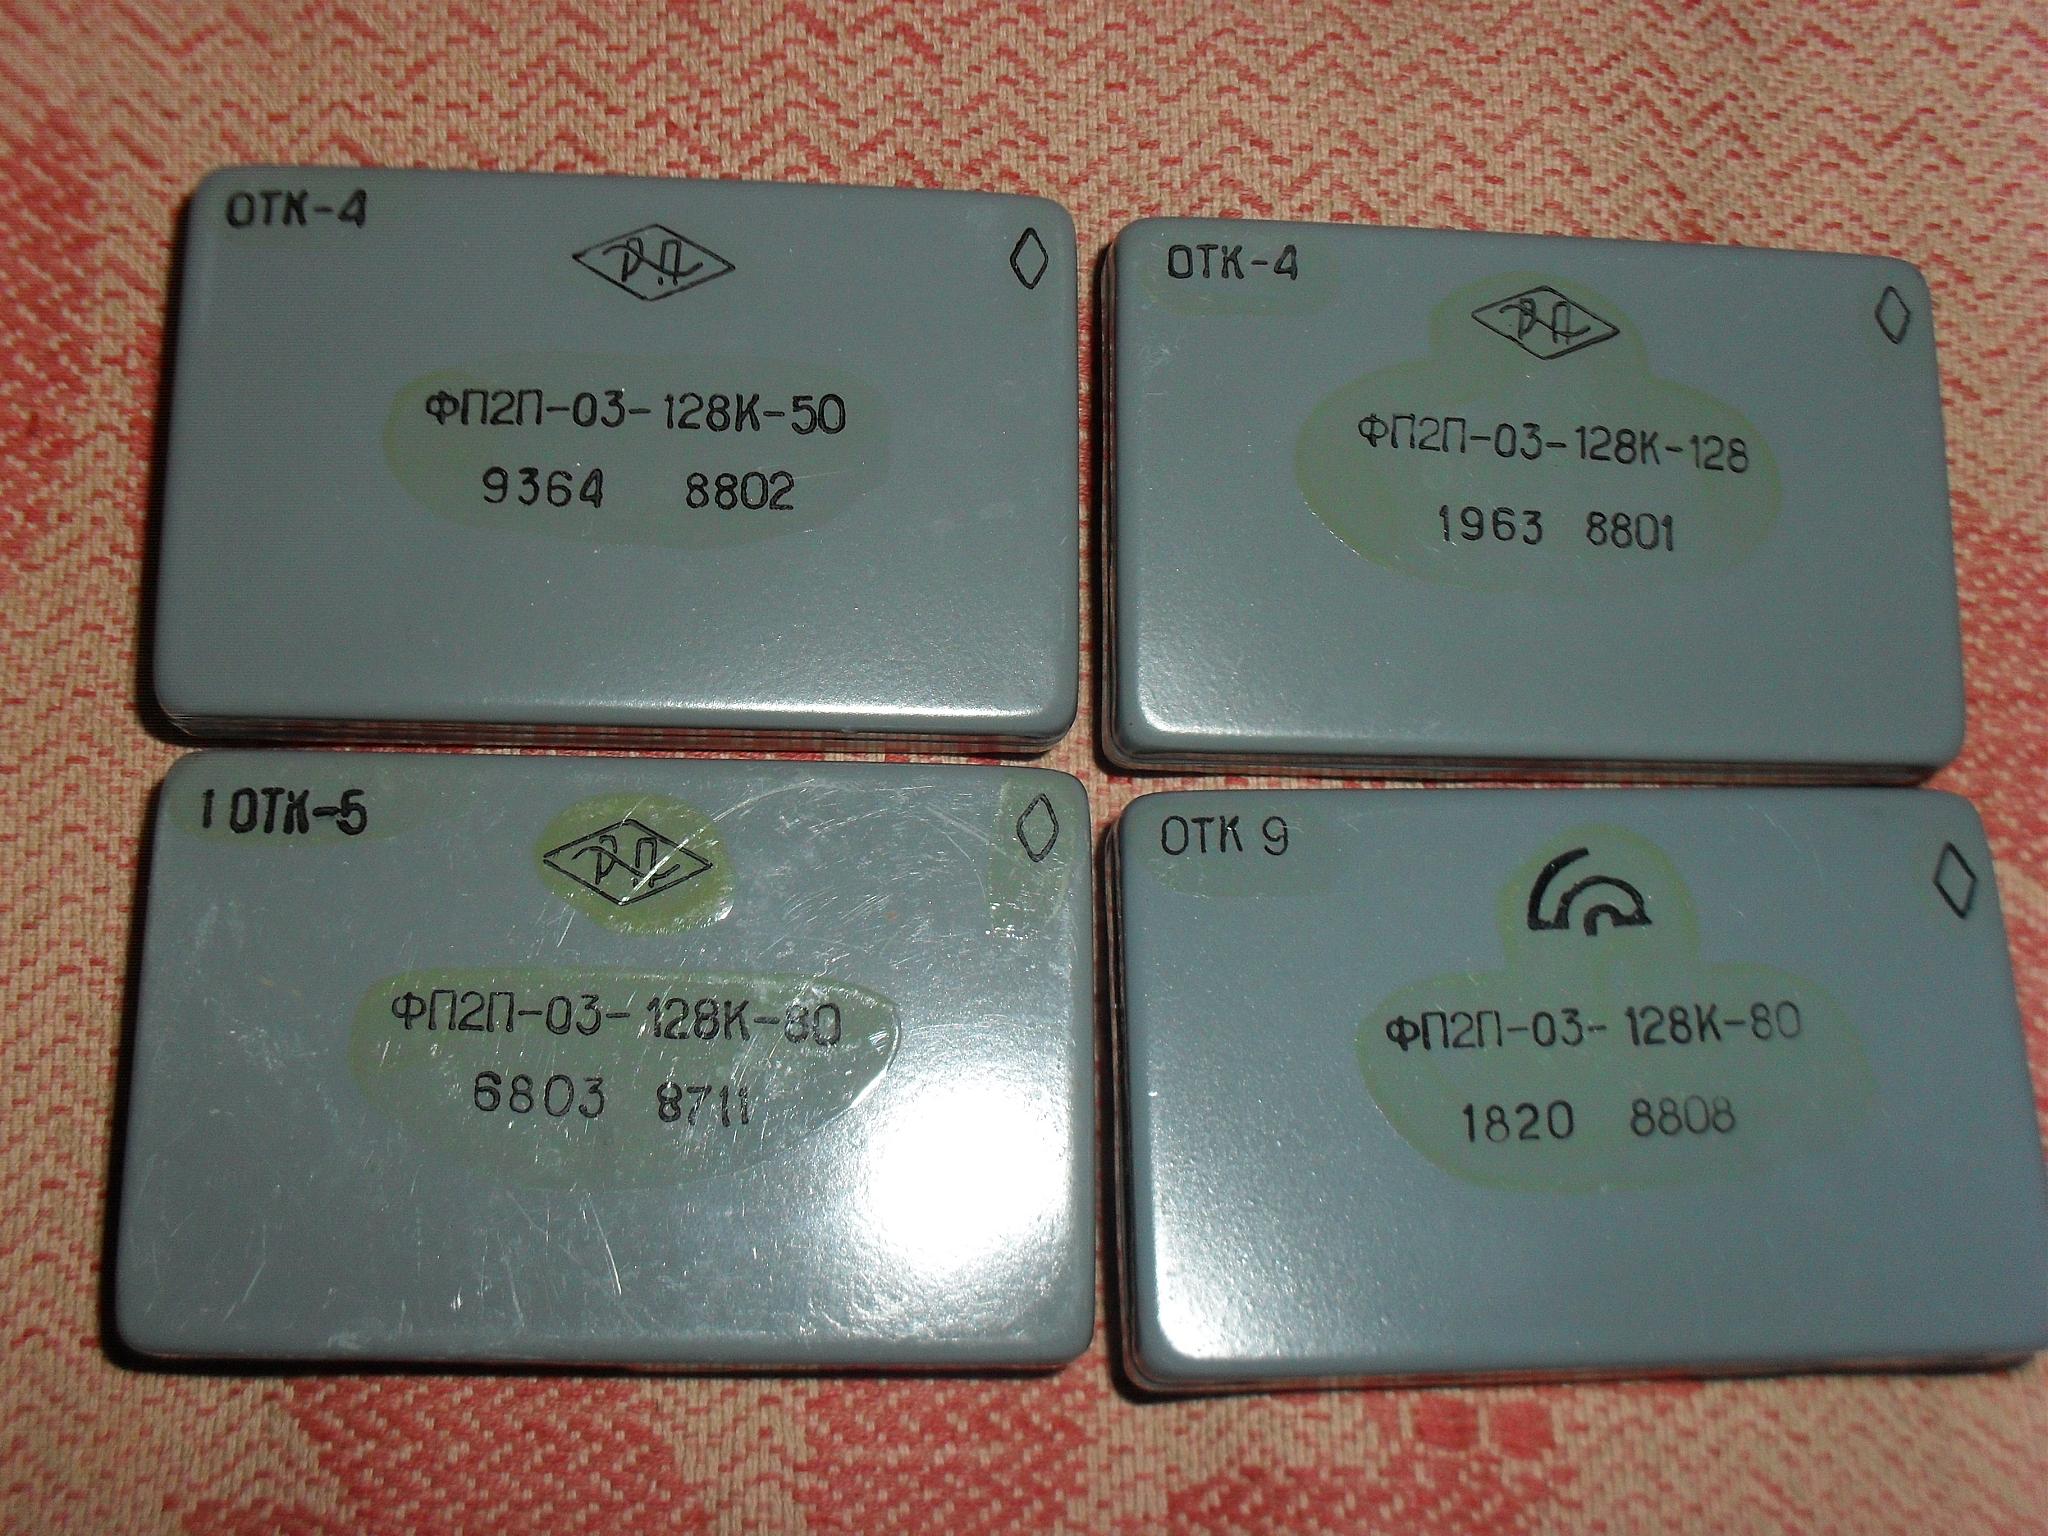 ОТК-4
ФП2П-03-128К-50
9364 8802
ОТК-4
ФП2П-03-128К-128
1963 8801
1 ОТК-5
ФП2П-03-128К-80
6803 8711
ОТК 9
ФП2П-03-128К-80
1820 8808